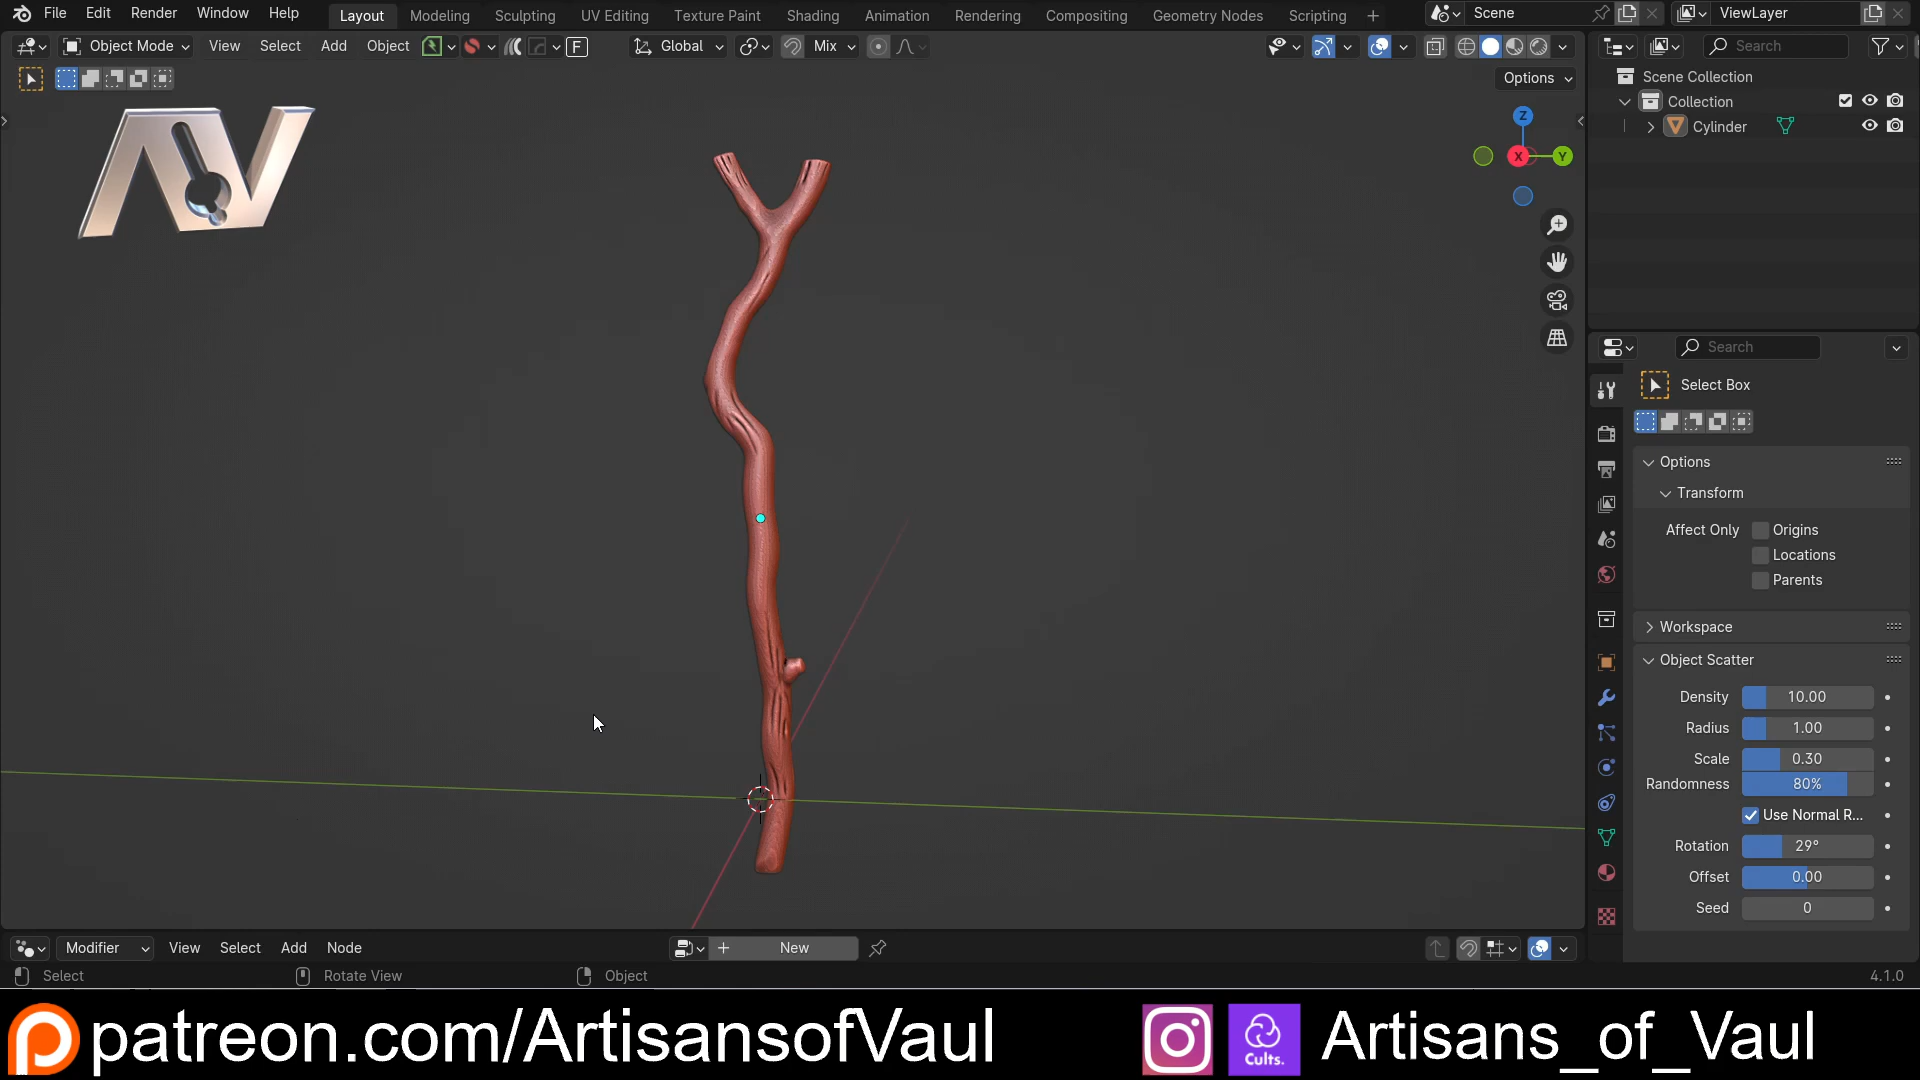 File Edit Render Window Help Layout Modeling Sculpting UV Editing Texture Paint Shading Animation Rendering Compositing Geometry Nodes Scripting + Scene ViewLayer
Object Mode View Select Add Object F Global Mix Search
Options
Scene Collection
Collection
Cylinder
AV
Z
X Y
Search
Select Box
Options
Transform
Affect Only Origins
Locations
Parents
Workspace
Object Scatter
Density 10.00
Radius 1.00
Scale 0.30
Randomness 80%
Use Normal R...
Rotation 29°
Offset 0.00
Seed 0
Modifier View Select Add Node + New
Select Rotate View Object 4.1.0
patreon.com/ArtisansofVaul Cults. Artisans_of_Vaul